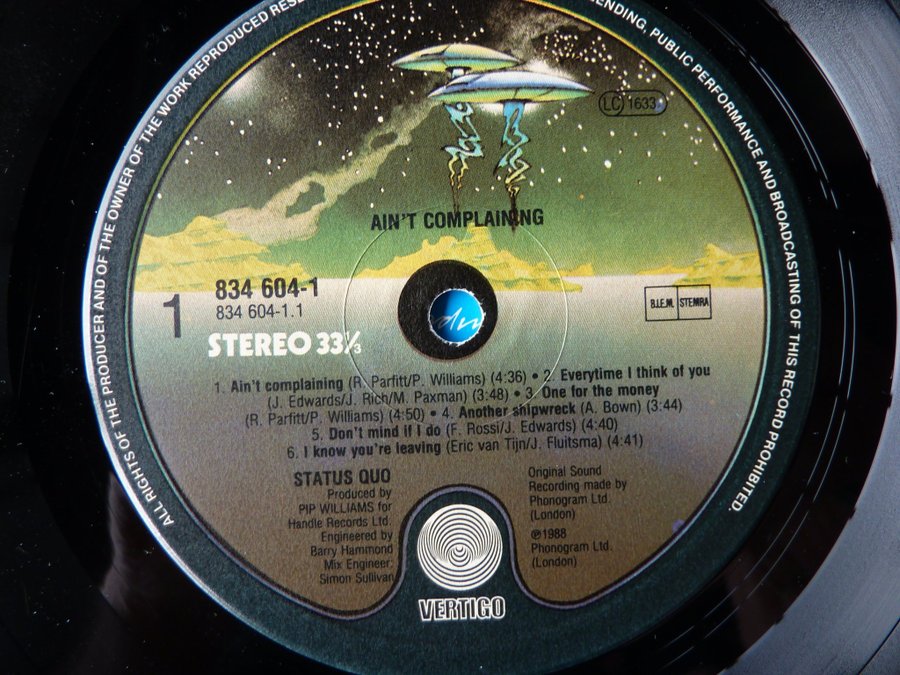 ALL RIGHTS OF THE PRODUCER AND OF THE OWNER OF THE WORK REPRODUCED
LENDING, PUBLIC PERFORMANCE AND BROADCASTING OF THIS RECORD PROHIBITED.
LC 1633
AIN'T COMPLAINING
1
834 604-1
834 604-1.1
STEREO 33⅓
B.I.E.M. STEMRA
1. Ain't complaining (R. Parfitt/P. Williams) (4:36) • 2. Everytime I think of you
(J. Edwards/J. Rich/M. Paxman) (3:48) • 3. One for the money
(R. Parfitt/P. Williams) (4:50) • 4. Another shipwreck (A. Bown) (3:44)
5. Don't mind if I do (F. Rossi/J. Edwards) (4:40)
6. I know you're leaving (Eric van Tijn/J. Fluitsma) (4:41)
STATUS QUO
Produced by
PIP WILLIAMS for
Handle Records Ltd.
Engineered by
Barry Hammond
Mix Engineer:
Simon Sullivan
Original Sound
Recording made by
Phonogram Ltd.
(London)
℗1988
Phonogram Ltd.
(London)
VERTIGO